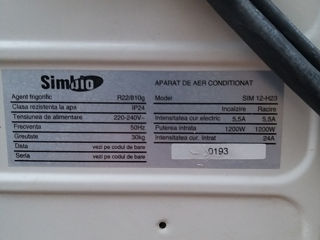 Simbio
Agent frigorific R22/810g
Clasa rezistenta la apa IP24
Tensiunea de alimentare 220-240V~
Frecventa 50Hz
Greutate 30kg
Data vezi pe codul de bare
Seria vezi pe codul de bare
APARAT DE AER CONDITIONAT
Model SIM 12-H23
Incalzire Racire
Intensitatea cur electric 5,5A 5,5A
Puterea intrata 1200W 1200W
Intensitatea cur. intrat 24A
0193